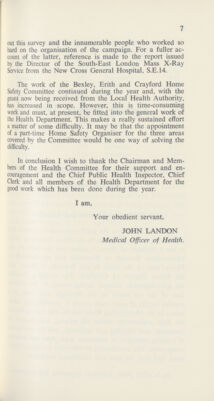 7
out this survey and the innumerable people who worked so
hard on the organisation of the campaign. For a fuller ac-
count of the latter, reference is made to the report issued
by the Director of the South-East London Mass X-Ray
Service from the New Cross General Hospital, S.E.14.
The work of the Bexley, Erith and Crayford Home
Safety Committee continued during the year and, with the
grant now being received from the Local Health Authority,
has increased in scope. However, this is time-consuming
work and must, at present, be fitted into the general work of
the Health Department. This makes a really sustained effort
a matter of some difficulty. It may be that the appointment
of a part-time Home Safety Organiser for the three areas
covered by the Committee would be one way of solving the
difficulty.
In conclusion I wish to thank the Chairman and Mem-
bers of the Health Committee for their support and en-
couragement and the Chief Public Health Inspector, Chief
Clerk and all members of the Health Department for the
good work which has been done during the year.
I am,
Your obedient servant,
JOHN LANDON
Medical Officer of Health.